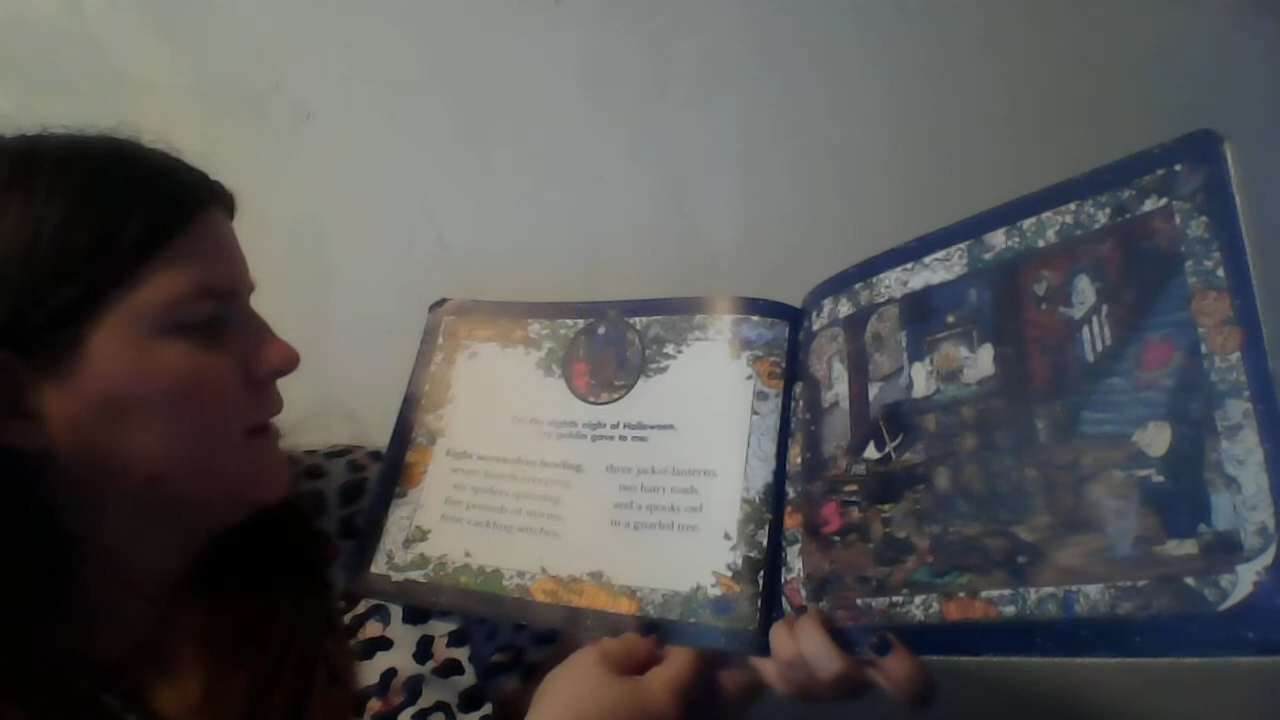 On the eighth night of Halloween,
my goblin gave to me:
Eight werewolves howling,
seven lizards creeping,
six spiders spinning,
five pounds of worms,
four cackling witches,
three jack-o'-lanterns,
two hairy toads,
and a spooky owl
in a gnarled tree.